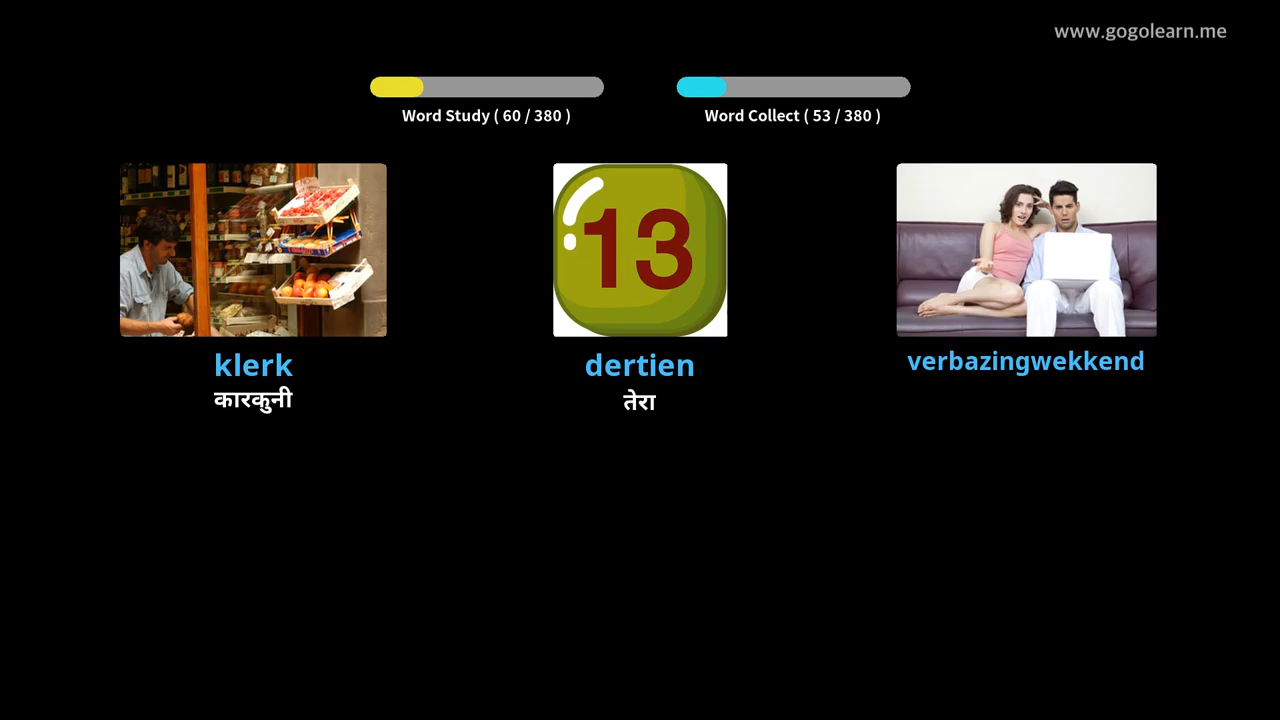 www.gogolearn.me
Word Study ( 60 / 380 )
Word Collect ( 53 / 380 )
13
klerk
dertien
verbazingwekkend
कारकुनी
तेरा